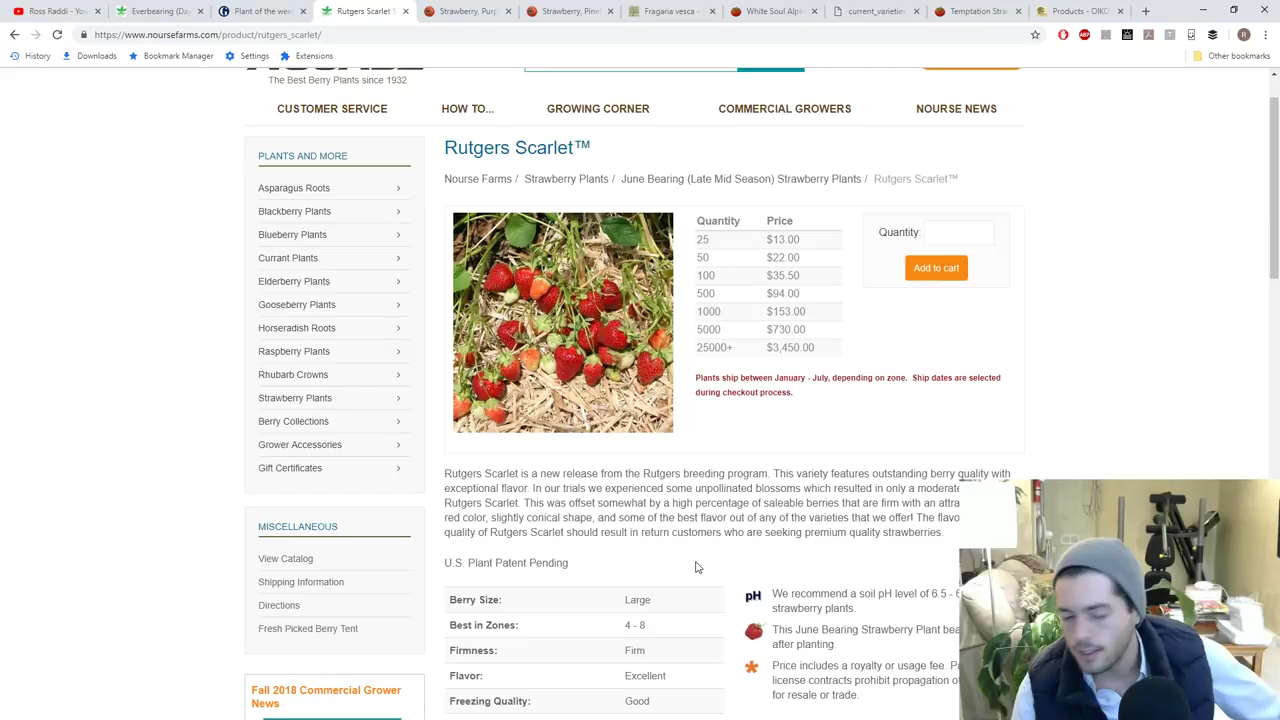 Ross Raddi - You
Everbearing (Day
Plant of the wee
Rutgers Scarlet S
Strawberry, Purp
Strawberry, Pine
Fragaria vesca -
White Soul Alpin
current_varieties
Temptation Stra
Products - OIKO
https://www.noursefarms.com/product/rutgers_scarlet/
History Downloads Bookmark Manager Settings Extensions Other bookmarks
The Best Berry Plants since 1932
CUSTOMER SERVICE HOW TO... GROWING CORNER COMMERCIAL GROWERS NOURSE NEWS
PLANTS AND MORE
Asparagus Roots
Blackberry Plants
Blueberry Plants
Currant Plants
Elderberry Plants
Gooseberry Plants
Horseradish Roots
Raspberry Plants
Rhubarb Crowns
Strawberry Plants
Berry Collections
Grower Accessories
Gift Certificates
MISCELLANEOUS
View Catalog
Shipping Information
Directions
Fresh Picked Berry Tent
Fall 2018 Commercial Grower
News
Rutgers Scarlet™
Nourse Farms / Strawberry Plants / June Bearing (Late Mid Season) Strawberry Plants / Rutgers Scarlet™
Quantity Price
25 $13.00
50 $22.00
100 $35.50
500 $94.00
1000 $153.00
5000 $730.00
25000+ $3,450.00
Quantity:
Add to cart
Plants ship between January - July, depending on zone. Ship dates are selected
during checkout process.
Rutgers Scarlet is a new release from the Rutgers breeding program. This variety features outstanding berry quality with
exceptional flavor. In our trials we experienced some unpollinated blossoms which resulted in only a moderate
Rutgers Scarlet. This was offset somewhat by a high percentage of saleable berries that are firm with an attra
red color, slightly conical shape, and some of the best flavor out of any of the varieties that we offer! The flavo
quality of Rutgers Scarlet should result in return customers who are seeking premium quality strawberries.
U.S. Plant Patent Pending
Berry Size: Large
Best in Zones: 4 - 8
Firmness: Firm
Flavor: Excellent
Freezing Quality: Good
pH We recommend a soil pH level of 6.5 - 6
strawberry plants.
This June Bearing Strawberry Plant bea
after planting.
Price includes a royalty or usage fee. P
license contracts prohibit propagation o
for resale or trade.